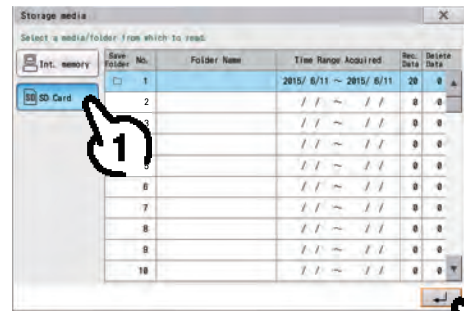 Storage media
Select a media/folder from which to read.
Int. memory
SD SD Card
Save Folder No. Folder Name Time Range Acquired Rec. Data Delete Data
1 2015/ 6/11 ~ 2015/ 6/11 20 0
2 / / ~ / / 0 0
3 / / ~ / / 0 0
/ / ~ / / 0 0
5 / / ~ / / 0 0
6 / / ~ / / 0 0
7 / / ~ / / 0 0
8 / / ~ / / 0 0
9 / / ~ / / 0 0
10 / / ~ / / 0 0
1